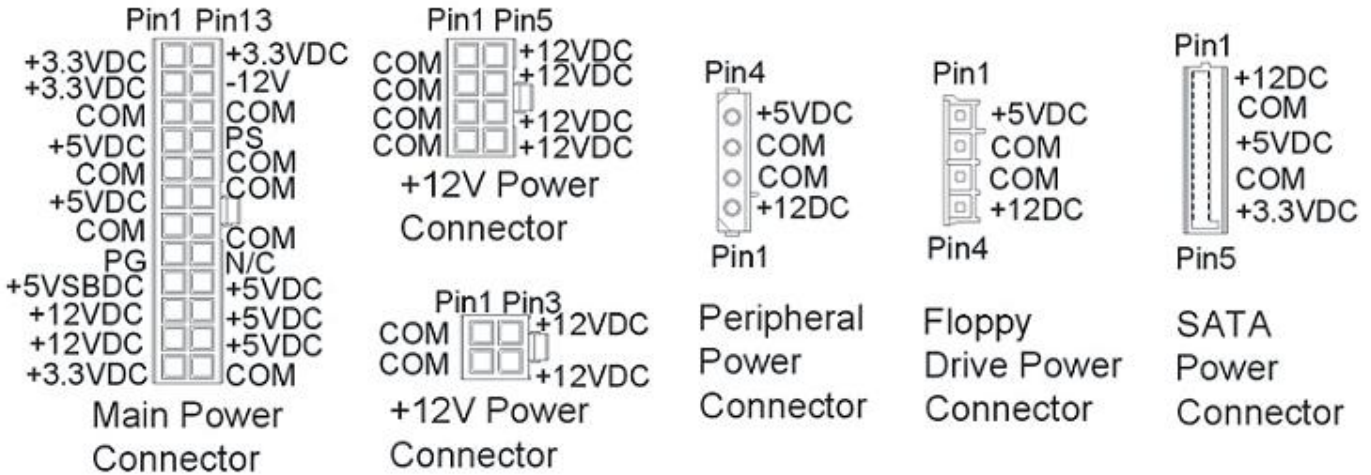 Pin1 Pin13
+3.3VDC
+3.3VDC
COM
+5VDC
COM
+5VDC
COM
PG
+5VSBDC
+12VDC
+12VDC
+3.3VDC
+3.3VDC
-12V
COM
PS
COM
COM
COM
N/C
+5VDC
+5VDC
+5VDC
COM
Main Power
Connector
Pin1 Pin5
COM
COM
COM
COM
+12VDC
+12VDC
+12VDC
+12VDC
+12V Power
Connector
Pin1 Pin3
COM
COM
+12VDC
+12VDC
+12V Power
Connector
Pin4
+5VDC
COM
COM
+12DC
Pin1
Peripheral
Power
Connector
Pin1
+5VDC
COM
COM
+12DC
Pin4
Floppy
Drive Power
Connector
Pin1
+12DC
COM
+5VDC
COM
+3.3VDC
Pin5
SATA
Power
Connector